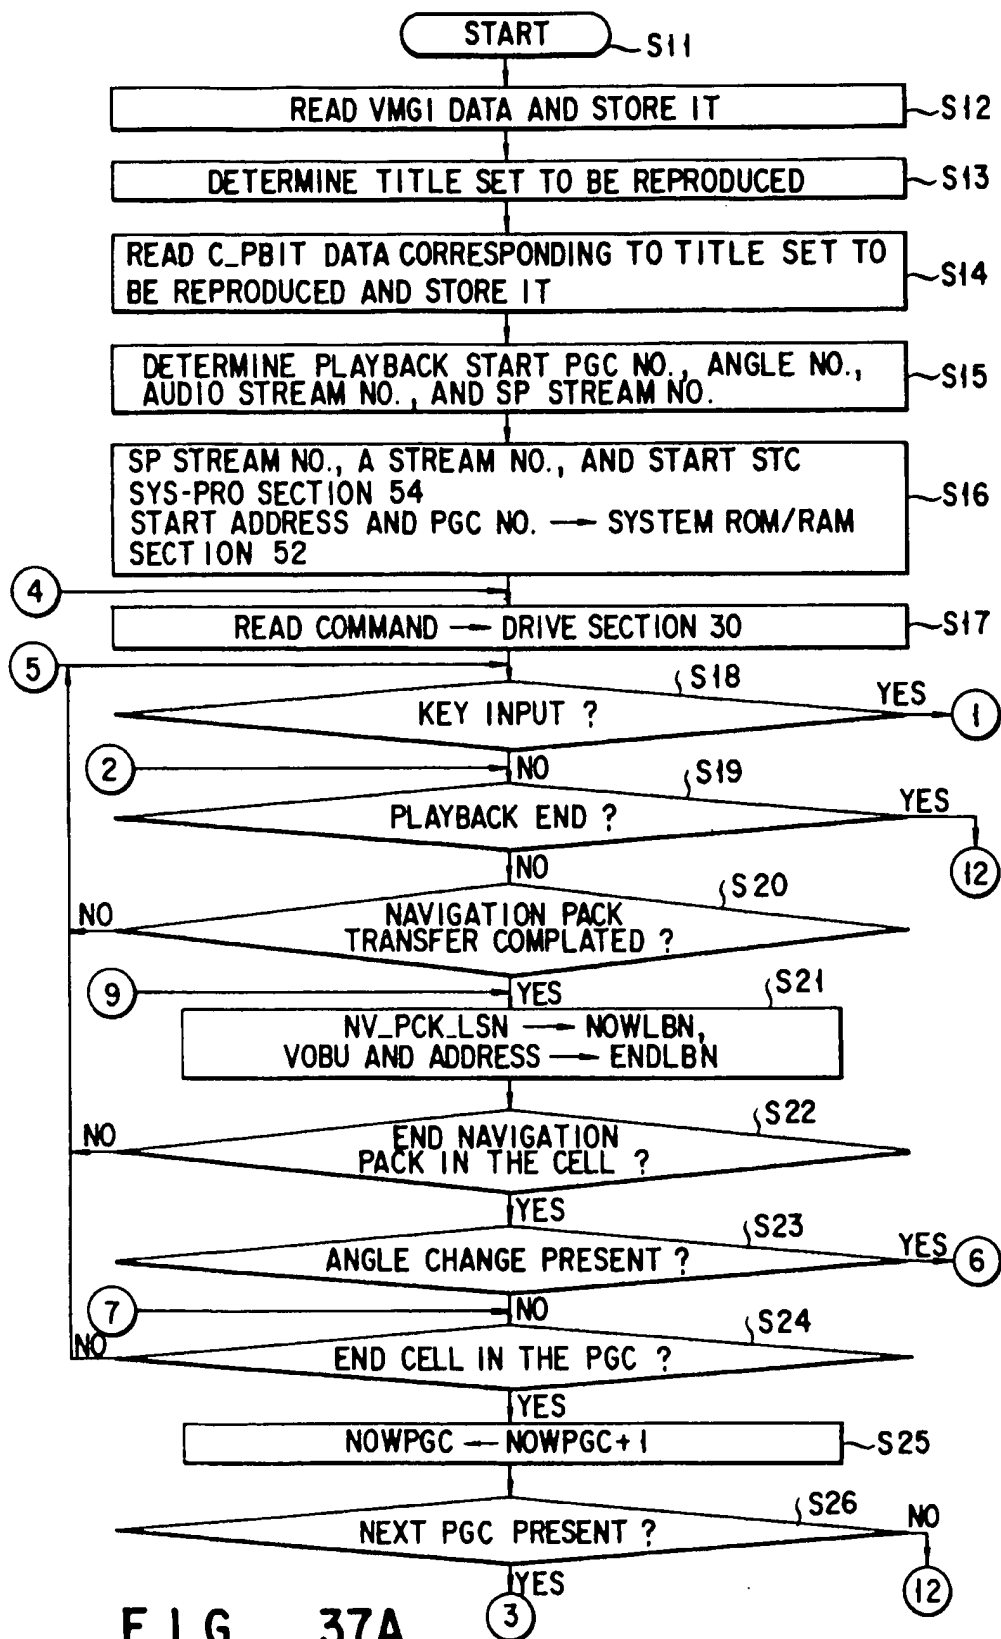 START
S11
READ VMGI DATA AND STORE IT
S12
DETERMINE TITLE SET TO BE REPRODUCED
S13
READ C_PBIT DATA CORRESPONDING TO TITLE SET TO
BE REPRODUCED AND STORE IT
S14
DETERMINE PLAYBACK START PGC NO., ANGLE NO.,
AUDIO STREAM NO., AND SP STREAM NO.
S15
SP STREAM NO., A STREAM NO., AND START STC
SYS-PRO SECTION 54
START ADDRESS AND PGC NO. → SYSTEM ROM/RAM
SECTION 52
S16
4
READ COMMAND → DRIVE SECTION 30
S17
5
S18
KEY INPUT ?
YES
1
2
NO
S19
PLAYBACK END ?
YES
12
NO
S20
NO
NAVIGATION PACK
TRANSFER COMPLATED ?
9
YES
S21
NV_PCK_LSN → NOWLBN,
VOBU AND ADDRESS → ENDLBN
S22
NO
END NAVIGATION
PACK IN THE CELL ?
YES
S23
ANGLE CHANGE PRESENT ?
YES
6
7
NO
S24
NO
END CELL IN THE PGC ?
YES
NOWPGC ← NOWPGC+1
S25
S26
NEXT PGC PRESENT ?
NO
12
YES
3
FIG. 37A